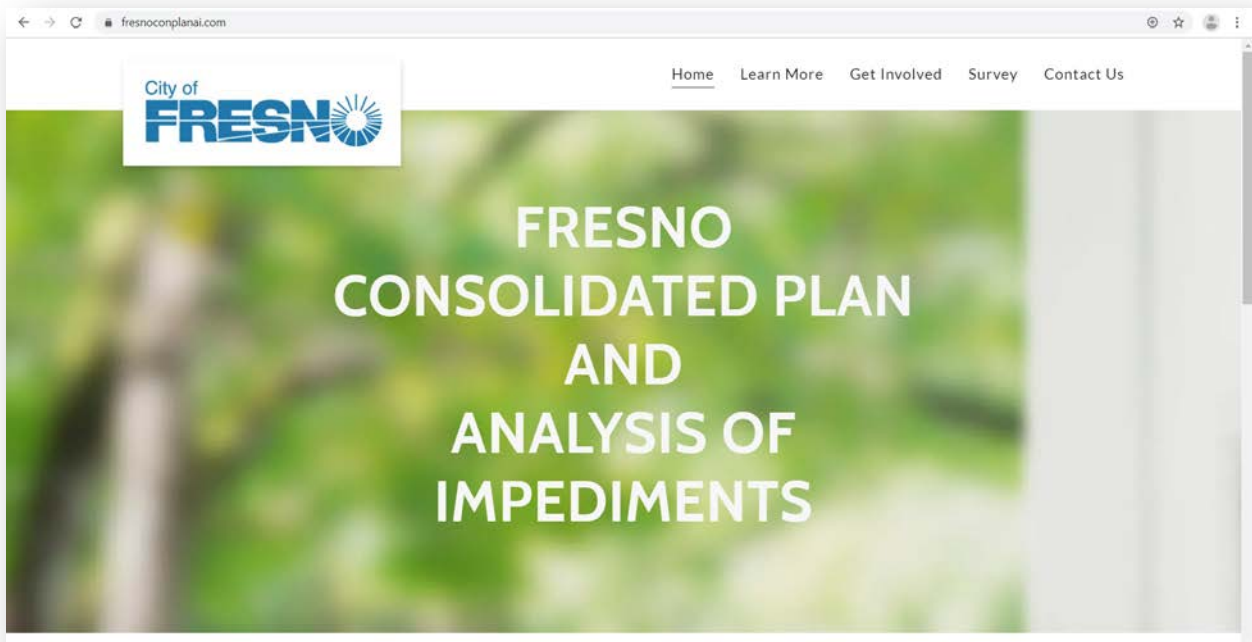 fresnoconplanai.com
City of
FRESNO
Home Learn More Get Involved Survey Contact Us
FRESNO
CONSOLIDATED PLAN
AND
ANALYSIS OF
IMPEDIMENTS